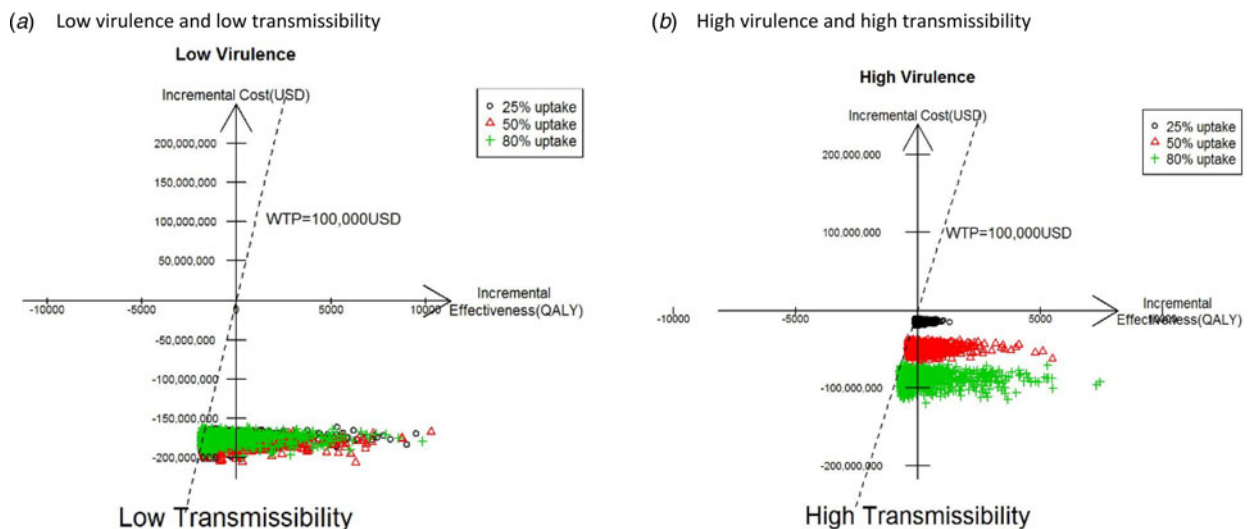 (a) Low virulence and low transmissibility
Low Virulence
Incremental Cost(USD)
25% uptake
50% uptake
80% uptake
200,000,000
150,000,000
100,000,000
50,000,000
WTP=100,000USD
-10000
-5000
0
5000
10000
Incremental
Effectiveness(QALY)
-50,000,000
-100,000,000
-150,000,000
-200,000,000
Low Transmissibility
(b) High virulence and high transmissibility
High Virulence
Incremental Cost(USD)
25% uptake
50% uptake
80% uptake
200,000,000
100,000,000
WTP=100,000USD
-10000
-5000
0
5000
10000
Incremental
Effectiveness(QALY)
-100,000,000
-200,000,000
High Transmissibility